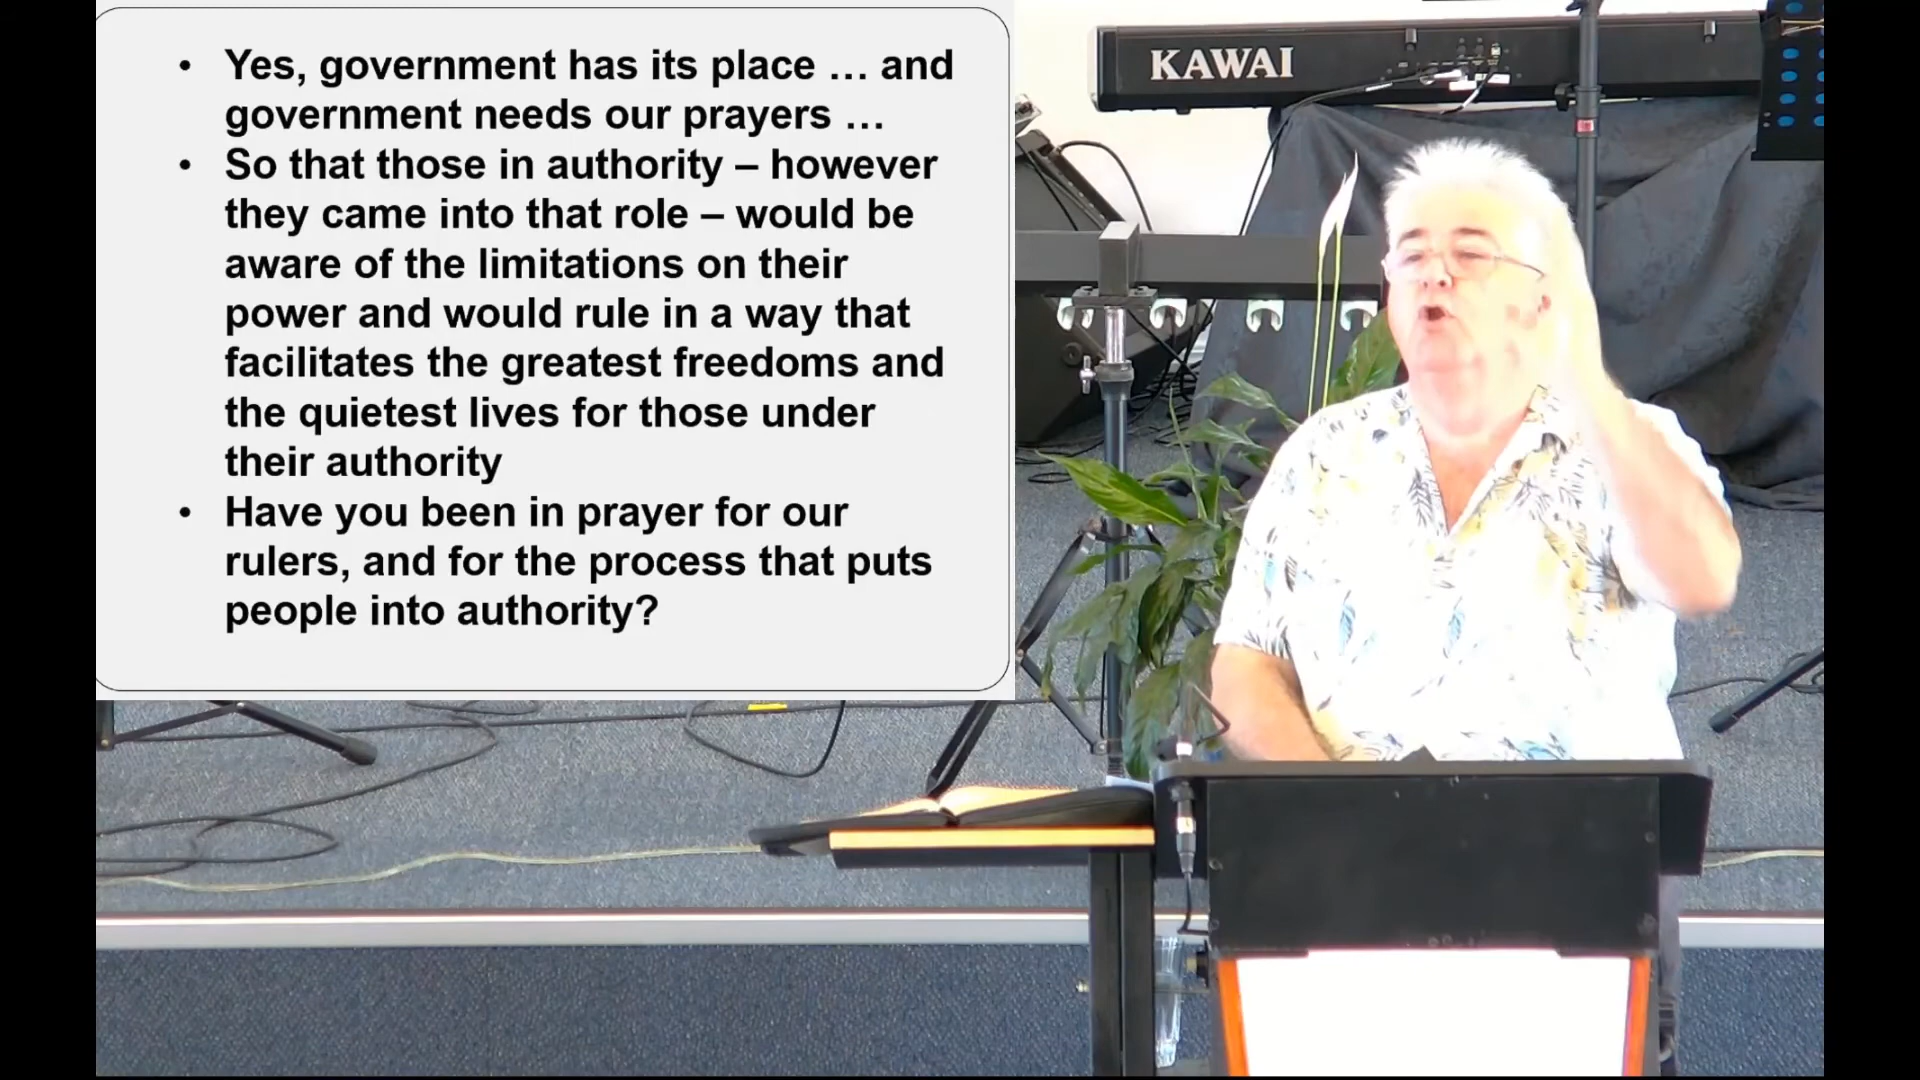 • Yes, government has its place … and
government needs our prayers …
• So that those in authority – however
they came into that role – would be
aware of the limitations on their
power and would rule in a way that
facilitates the greatest freedoms and
the quietest lives for those under
their authority
• Have you been in prayer for our
rulers, and for the process that puts
people into authority?
KAWAI